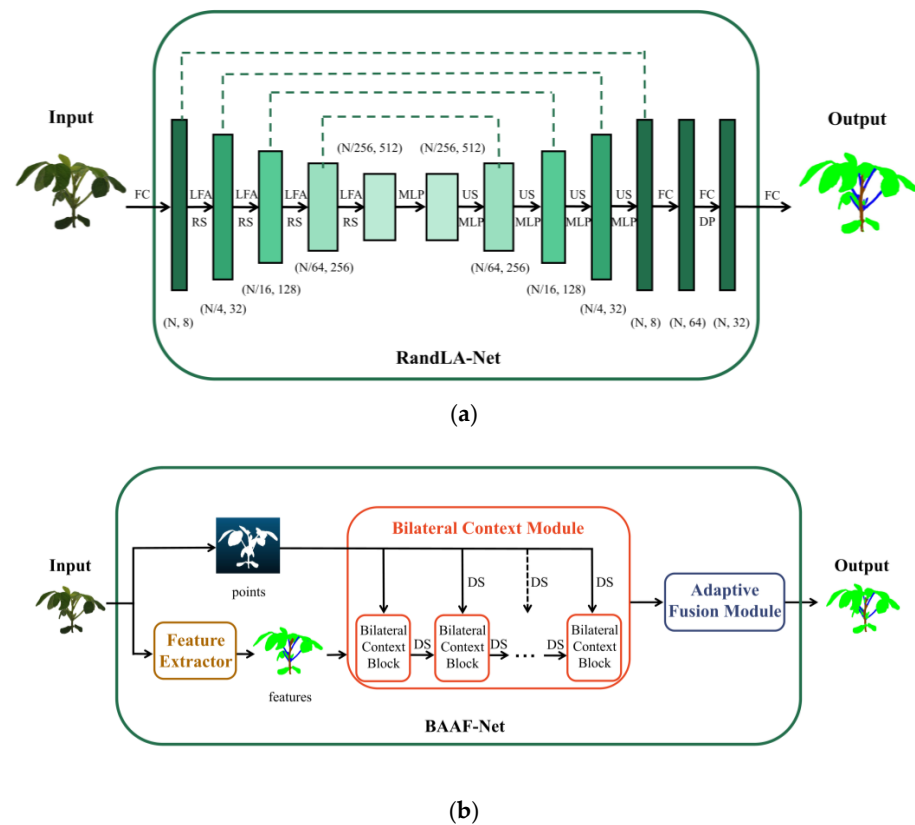 Input
Output
(N/256, 512) (N/256, 512)
FC LFA LFA LFA LFA MLP US US US US FC FC FC
RS RS RS RS MLP MLP MLP MLP DP
(N/64, 256) (N/64, 256)
(N/16, 128) (N/16, 128)
(N/4, 32) (N/4, 32)
(N, 8) (N, 8) (N, 64) (N, 32)
RandLA-Net
(a)
Bilateral Context Module
Input
Output
points
DS DS DS
Adaptive
Fusion Module
Feature
Extractor
features
Bilateral
Context
Block
DS
Bilateral
Context
Block
DS ... DS
Bilateral
Context
Block
BAAF-Net
(b)